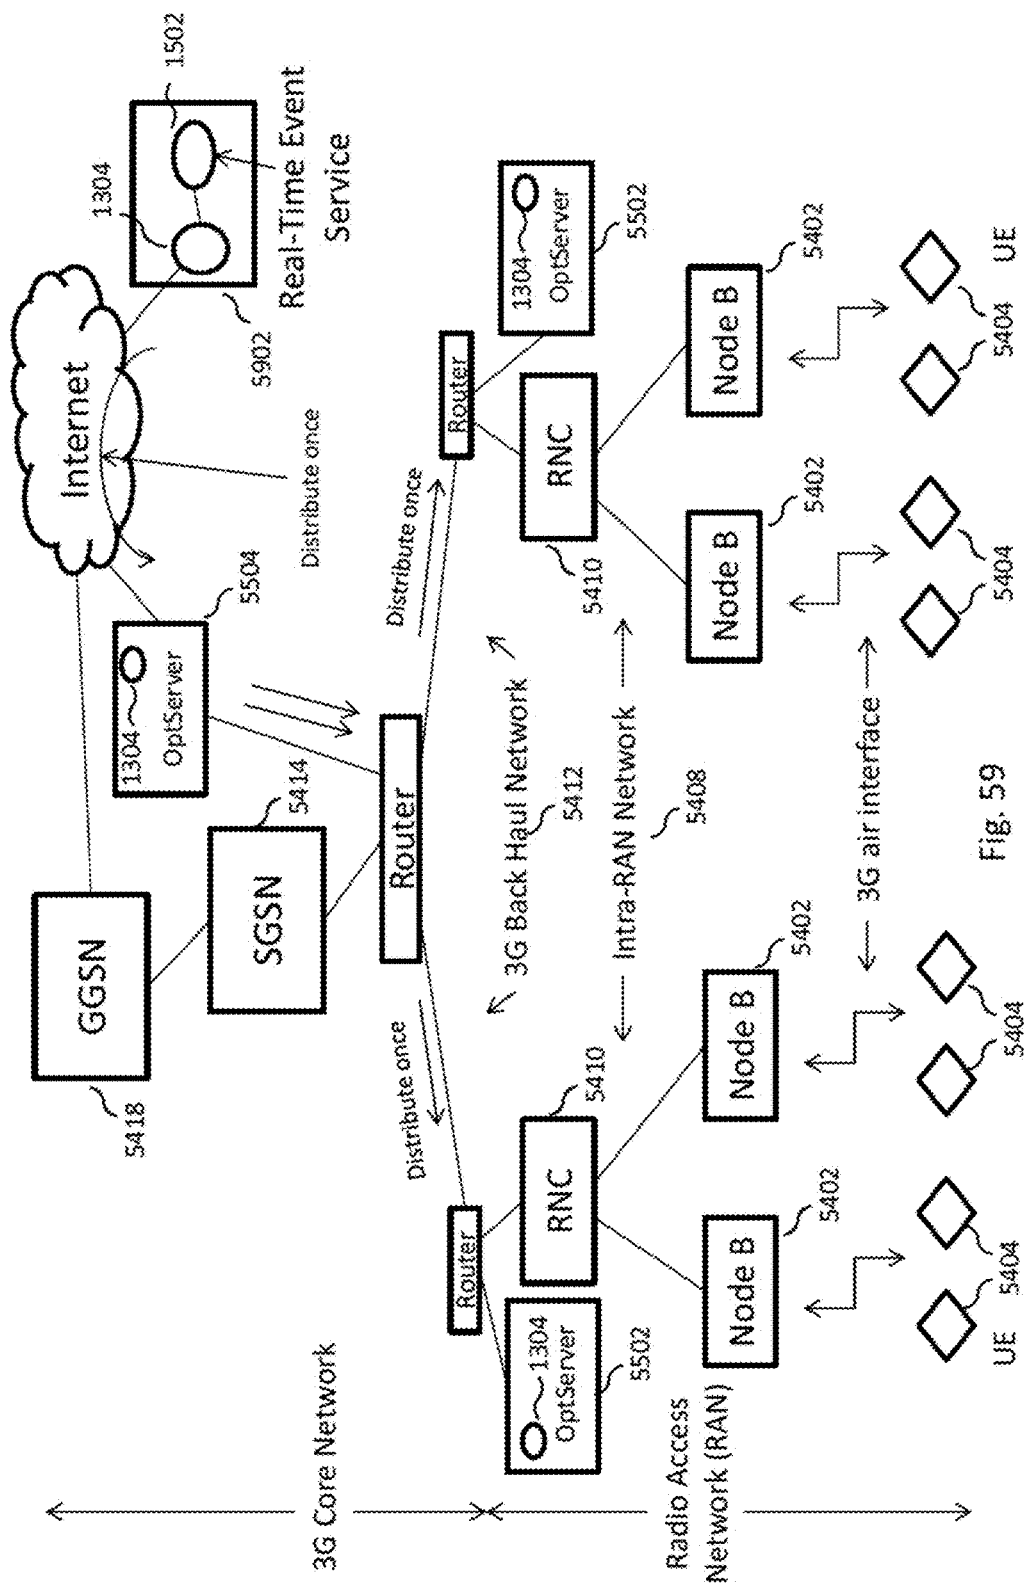 1502
1304
Internet
Real-Time Event
Service
5902
Distribute once
GGSN
5418
1304
OptServer
5504
SGSN
5414
Router
Distribute once
Distribute once
Router
Router
1304
OptServer
5502
1304
OptServer
5502
RNC
5410
RNC
5410
3G Back Haul Network
5412
Intra-RAN Network
5408
Node B
5402
Node B
5402
Node B
5402
Node B
5402
3G air interface
5404
5404
5404
5404
5404
UE
UE
3G Core Network
Radio Access
Network (RAN)
Fig. 59